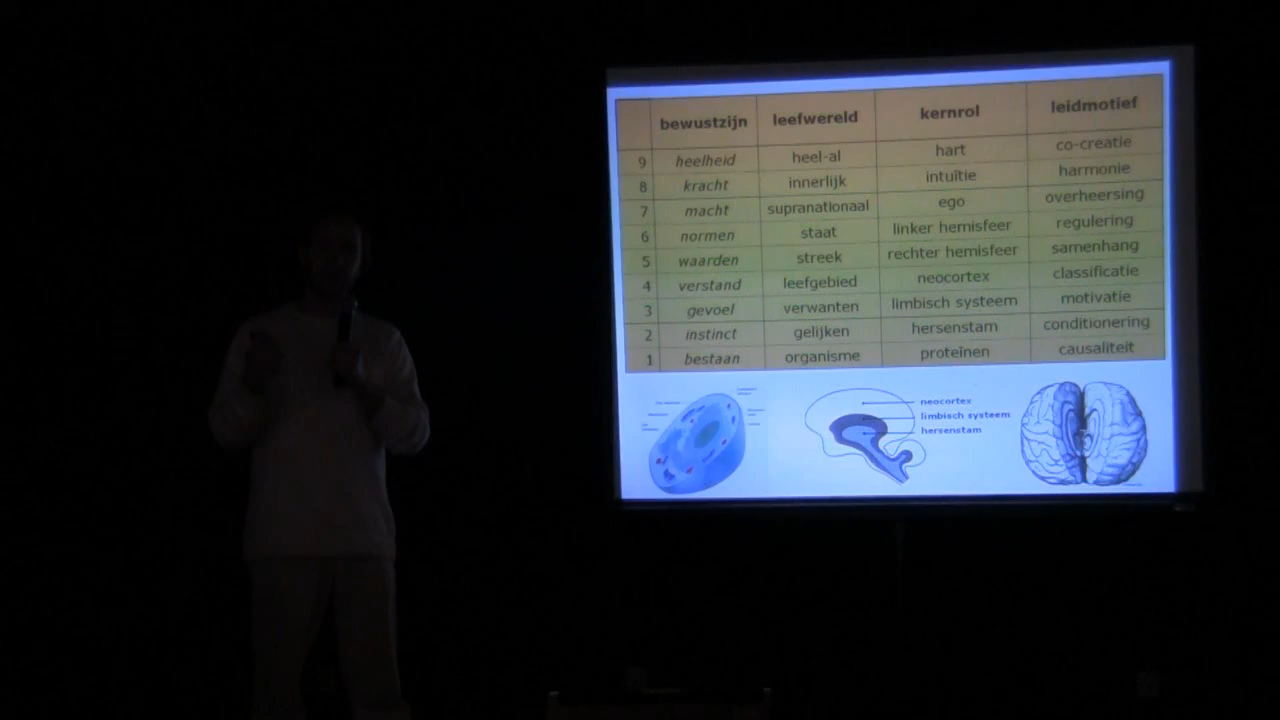 bewustzijn leefwereld kernrol leidmotief
9 heelheid heel-al hart co-creatie
8 kracht innerlijk intuïtie harmonie
7 macht supranationaal ego overheersing
6 normen staat linker hemisfeer regulering
5 waarden streek rechter hemisfeer samenhang
4 verstand leefgebied neocortex classificatie
3 gevoel verwanten limbisch systeem motivatie
2 instinct gelijken hersenstam conditionering
1 bestaan organisme proteïnen causaliteit
neocortex
limbisch systeem
hersenstam